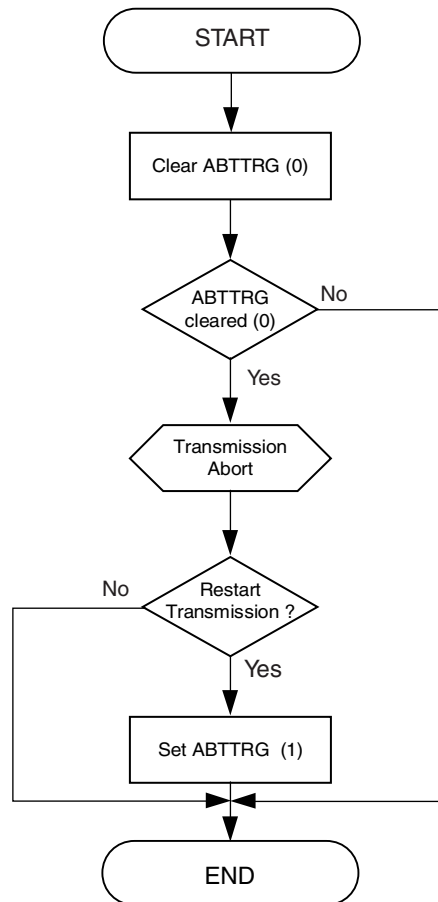 START
Clear ABTTRG (0)
ABTTRG
cleared (0)
No
Yes
Transmission
Abort
No
Restart
Transmission ?
Yes
Set ABTTRG (1)
END